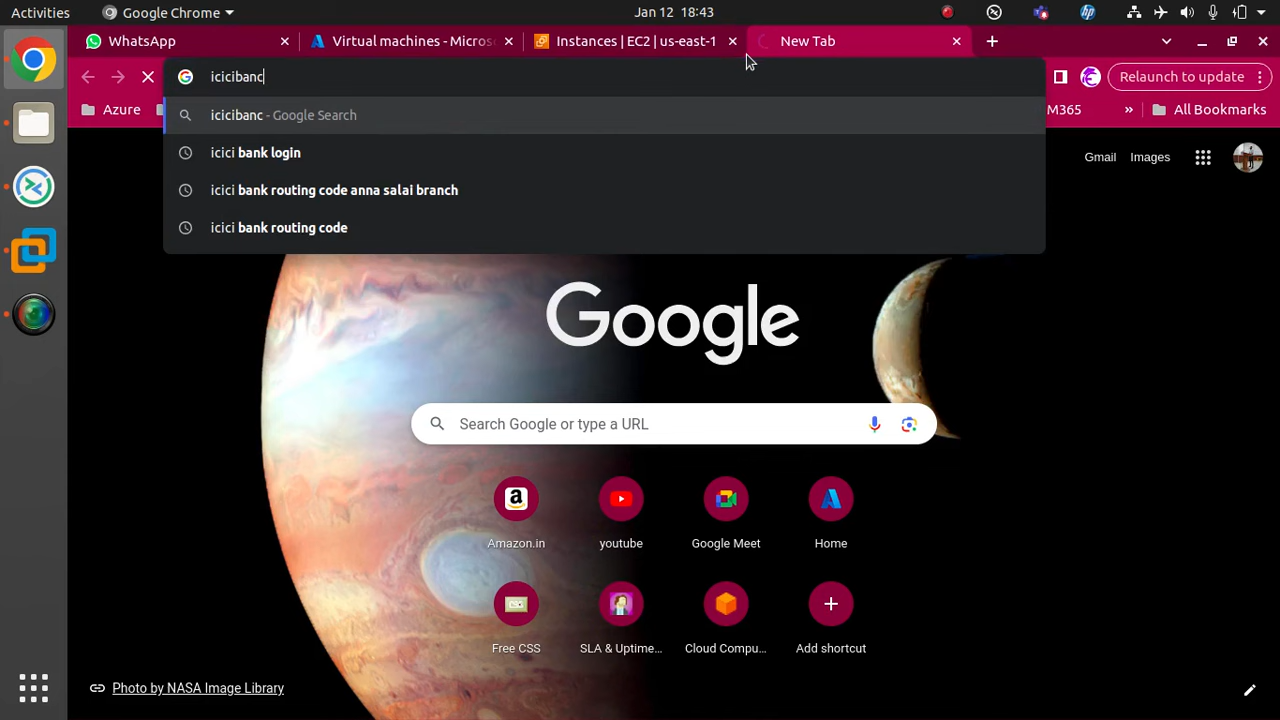 Activities
Google Chrome
Jan 12 18:43
WhatsApp
Virtual machines - Micros
Instances | EC2 | us-east-1
New Tab
icicibanc
Relaunch to update
Azure
M365
»
All Bookmarks
icicibanc - Google Search
icici bank login
icici bank routing code anna salai branch
icici bank routing code
Gmail
Images
Google
Search Google or type a URL
Amazon.in
youtube
Google Meet
Home
Free CSS
SLA & Uptime...
Cloud Compu...
Add shortcut
Photo by NASA Image Library